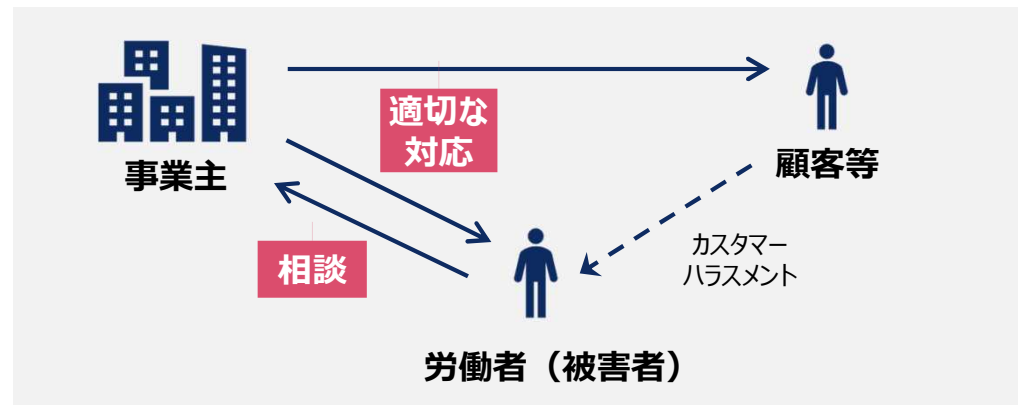 適切な
対応
事業主
顧客等
相談
カスタマー
ハラスメント
労働者（被害者）